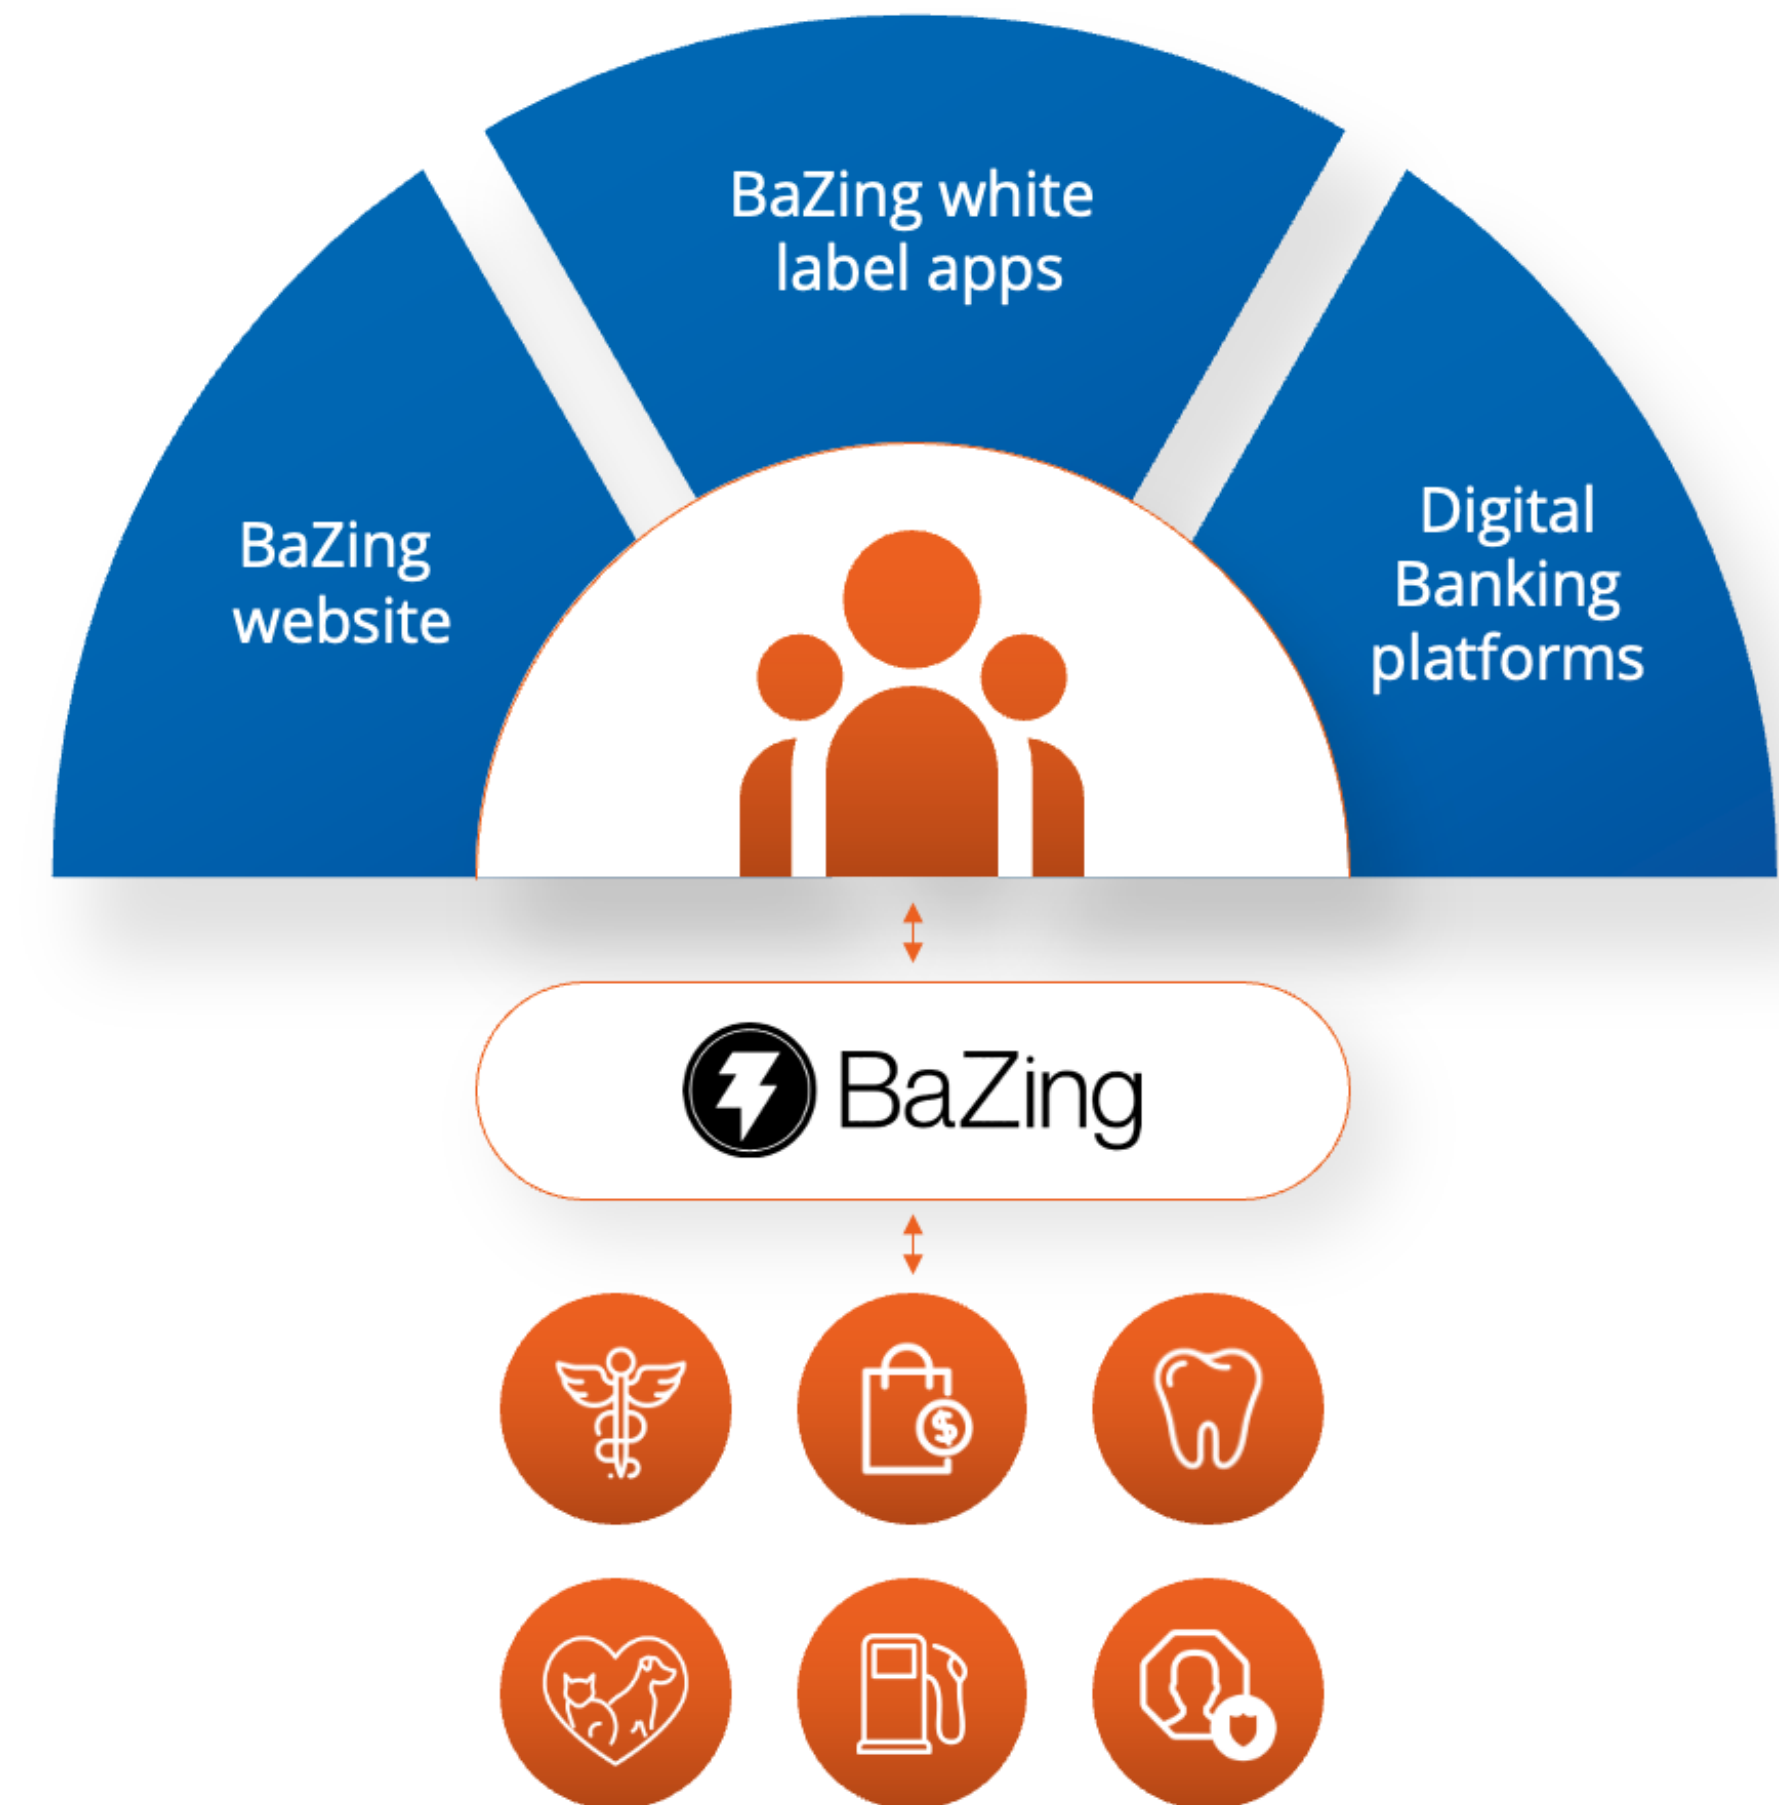 BaZing white
label apps
BaZing
website
Digital
Banking
platforms
BaZing
$